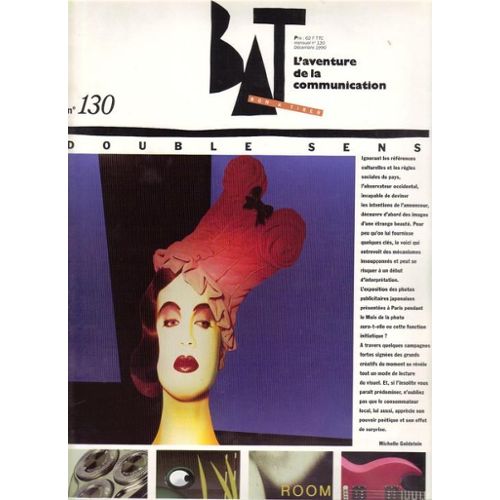 BAT
BON A TIRER
Prix : 62 F TTC
mensuel n° 130
Décembre 1990
L'aventure
de la
communication
n° 130
DOUBLE SENS
Ignorant les références
culturelles et les règles
sociales du pays,
l'observateur occidental,
incapable de deviner
les intentions de l'annonceur,
découvre d'abord des images
d'une étrange beauté. Pour
peu qu'on lui fournisse
quelques clés, le voici qui
entrevoit des mécanismes
insoupçonnés et peut se
risquer à un début
d'interprétation.
L'exposition des photos
publicitaires japonaises
présentées à Paris pendant
le Mois de la photo
aura-t-elle eu cette fonction
initiatique ?
A travers quelques campagnes
fortes signées des grands
créatifs du moment se révèle
tout un mode de lecture
du visuel. Et, si l'insolite vous
paraît prédominer, n'oubliez
pas que le consommateur
local, lui aussi, apprécie son
pouvoir poétique et son effet
de surprise.
Michelle Goldstein
ROOM